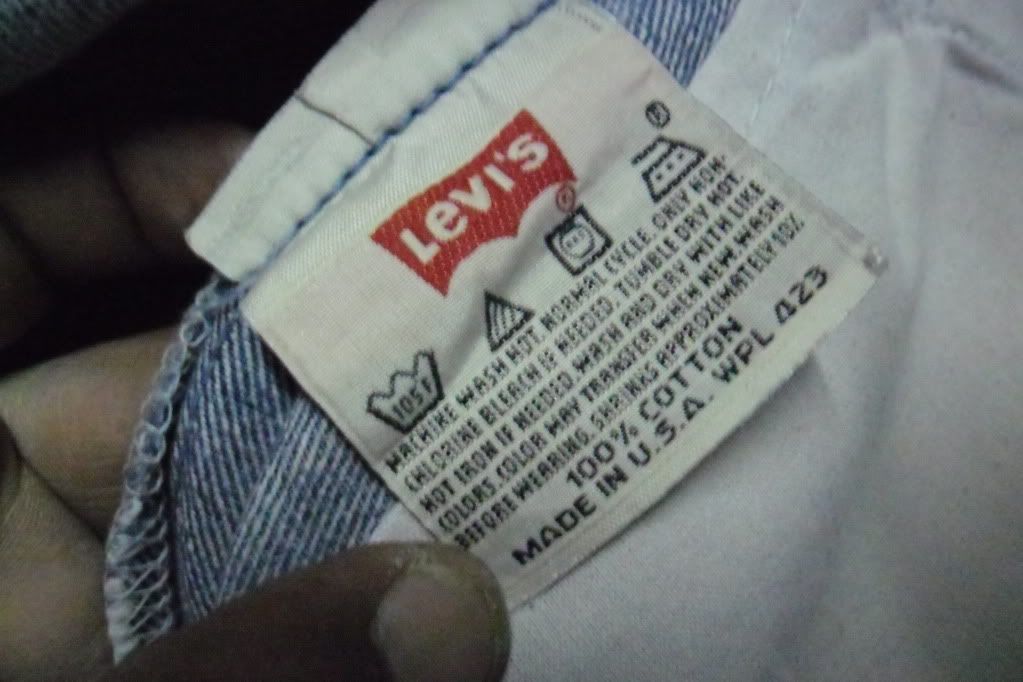 Levi's®
®
105F
MACHINE WASH HOT, NORMAL CYCLE. ONLY NON-
CHLORINE BLEACH IF NEEDED. TUMBLE DRY HOT.
HOT IRON IF NEEDED. WASH AND DRY WITH LIKE
COLORS. COLOR MAY TRANSFER WHEN NEW. WASH
BEFORE WEARING. SHRINKS APPROXIMATELY 10%
100% COTTON
MADE IN U.S.A. WPL 423